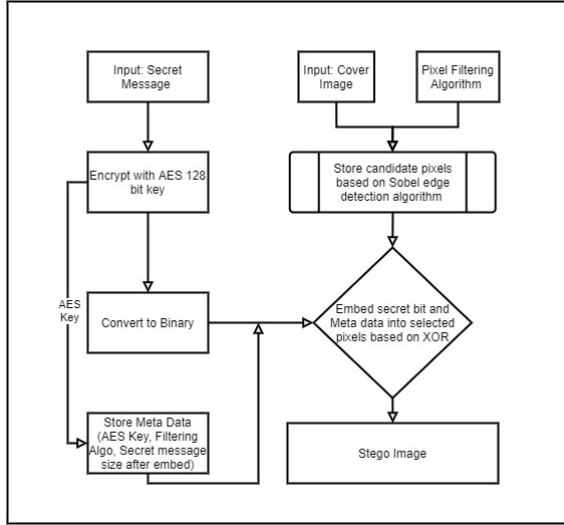 Input: Secret
Message
Input: Cover
Image
Pixel Filtering
Algorithm
Encrypt with AES 128
bit key
Store candidate pixels
based on Sobel edge
detection algorithm
AES
Key
Convert to Binary
Embed secret bit and
Meta data into selected
pixels based on XOR
Store Meta Data
(AES Key, Filtering
Algo, Secret message
size after embed)
Stego Image